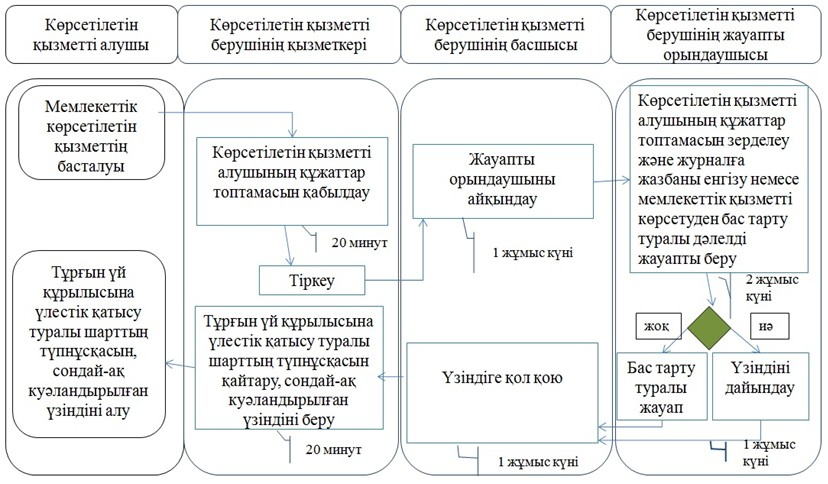 Көрсетілетін
қызметті алушы
Көрсетілетін қызметті
берушінің қызметкері
Көрсетілетін қызметті
берушінің басшысы
Көрсетілетін қызметті
берушінің жауапты
орындаушысы
Мемлекеттік
көрсетілетін
қызметтің
басталуы
Көрсетілетін қызметті
алушының құжаттар
топтамасын қабылдау
20 минут
Тіркеу
Жауапты
орындаушыны
айқындау
1 жұмыс күні
Көрсетілетін қызметті
алушының құжаттар
топтамасын зерделеу
және журналға
жазбаны енгізу немесе
мемлекеттік қызметті
көрсетуден бас тарту
туралы дәлелді
жауапты беру
2 жұмыс
күні
жоқ
иә
Бас тарту
туралы
жауап
Үзіндіні
дайындау
1 жұмыс
күні
Үзіндіге қол қою
1 жұмыс күні
Тұрғын үй құрылысына
үлестік қатысу туралы
шарттың түпнұсқасын
қайтару, сондай-ақ
куәландырылған
үзіндіні беру
20 минут
Тұрғын үй
құрылысына
үлестік қатысу
туралы шарттың
түпнұсқасын,
сондай-ақ
куәландырылған
үзіндіні алу